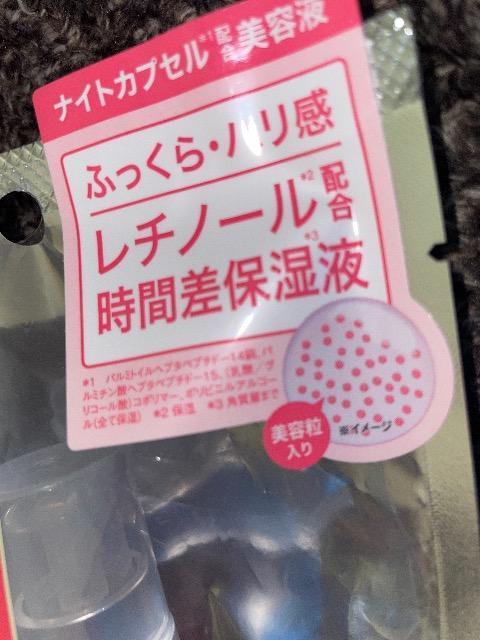 ナイトカプセル※1配合美容液
ふっくら・ハリ感
レチノール※2配合
時間差保湿液※3
※1 パルミトイルヘプタペプチド-14鎖、パ
ルミチン酸ヘプタペプチド-15、(乳酸/グ
リコール酸)コポリマー、ポリビニルアルコー
ル(全て保湿) ※2 保湿 ※3 角質層まで
美容粒
入り
※イメージ